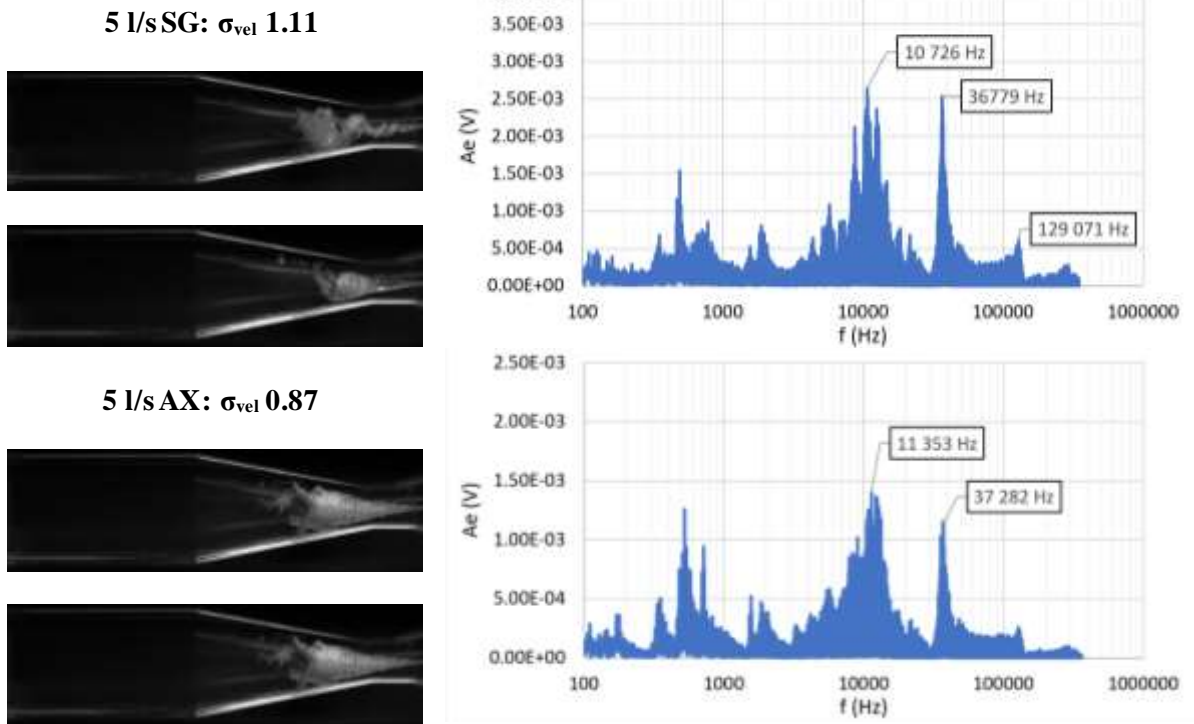 5 l/s SG: σvel 1.11
3.50E-03
3.00E-03
2.50E-03
2.00E-03
1.50E-03
1.00E-03
5.00E-04
0.00E+00
Ae (V)
10 726 Hz
36779 Hz
129 071 Hz
100 1000 10000 100000 1000000
f (Hz)
5 l/s AX: σvel 0.87
2.50E-03
2.00E-03
1.50E-03
1.00E-03
5.00E-04
0.00E+00
Ae (V)
11 353 Hz
37 282 Hz
100 1000 10000 100000 1000000
f (Hz)